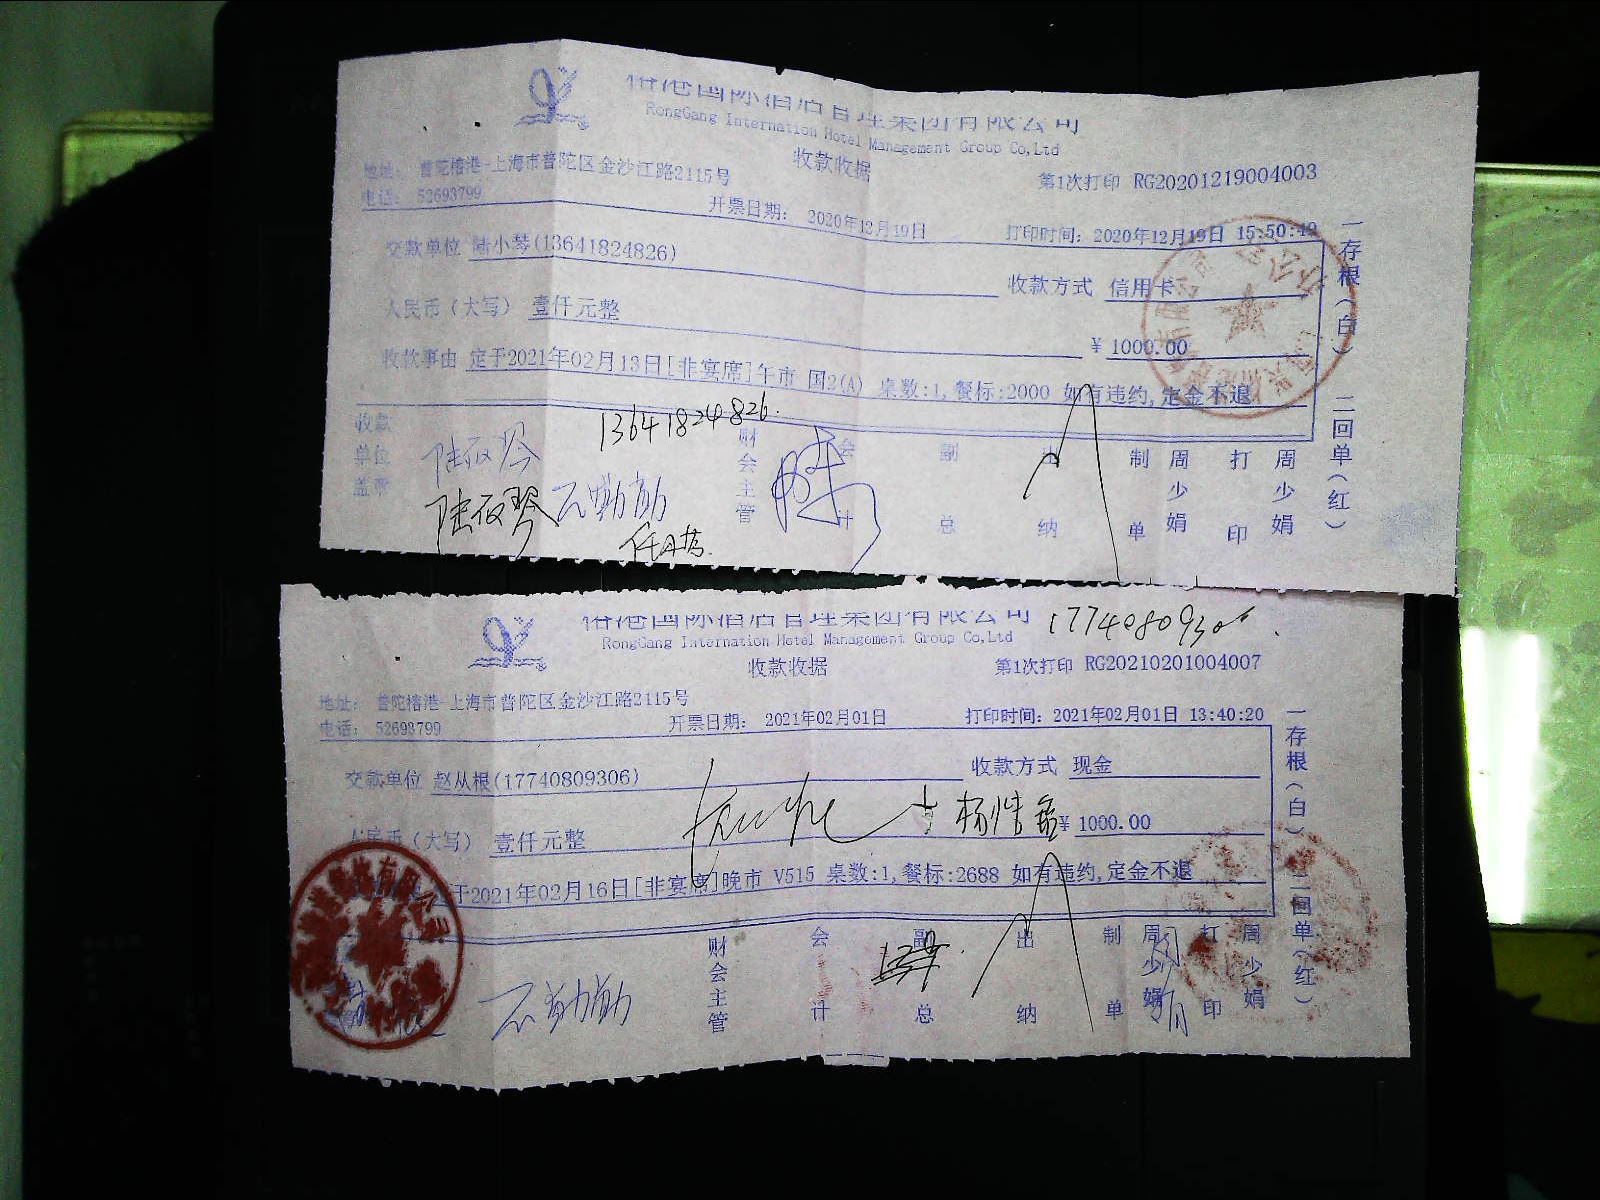 榕港国际酒店管理集团有限公司
RongGang Internation Hotel Management Group Co,Ltd
收款收据
第1次打印 RG20201219004003
地址: 普陀榕港-上海市普陀区金沙江路2115号
电话: 52693799
开票日期: 2020年12月19日
打印时间: 2020年12月19日 15:50:49
交款单位 陆小琴(13641824826)
收款方式 信用卡
人民币（大写） 壹仟元整
¥ 1000.00
收款事由 定于2021年02月13日[非宴席]午市 国2(A) 桌数:1,餐标:2000 如有违约,定金不退
一存根(白) 二回单(红)
13641824826.
收款单位盖章
财会主管 会计 副总 出纳 制单 周少娟 打印 周少娟
榕港国际酒店管理集团有限公司
RongGang Internation Hotel Management Group Co,Ltd
17740809306
收款收据
第1次打印 RG20210201004007
地址: 普陀榕港-上海市普陀区金沙江路2115号
电话: 52693799
开票日期: 2021年02月01日
打印时间: 2021年02月01日 13:40:20
交款单位 赵从根(17740809306)
收款方式 现金
人民币（大写） 壹仟元整
¥ 1000.00
于2021年02月16日[非宴席]晚市 V515 桌数:1,餐标:2688 如有违约,定金不退
一存根(白) 二回单(红)
财会主管 会计 副总 出纳 制单 周少娟 打印 周少娟